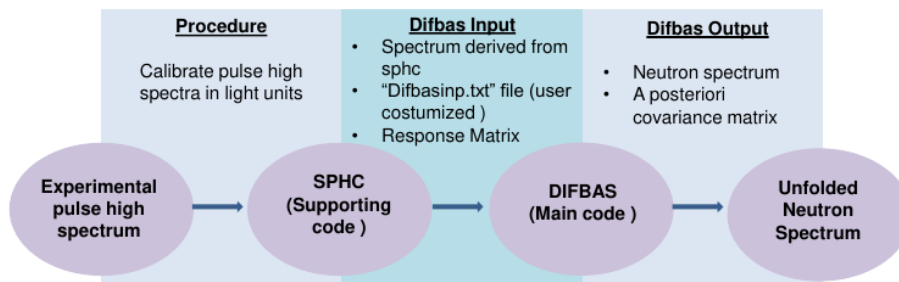 Procedure
Calibrate pulse high
spectra in light units
Difbas Input
• Spectrum derived from
sphc
• “Difbasinp.txt” file (user
costumized )
• Response Matrix
Difbas Output
• Neutron spectrum
• A posteriori
covariance matrix
Experimental
pulse high
spectrum
SPHC
(Supporting
code )
DIFBAS
(Main code )
Unfolded
Neutron
Spectrum